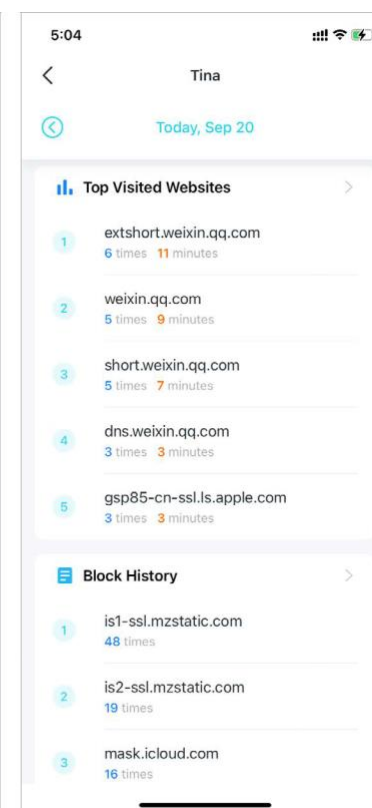 5:04
Tina
Today, Sep 20
Top Visited Websites
1
extshort.weixin.qq.com
6 times 11 minutes
2
weixin.qq.com
5 times 9 minutes
3
short.weixin.qq.com
5 times 7 minutes
4
dns.weixin.qq.com
3 times 3 minutes
5
gsp85-cn-ssl.ls.apple.com
3 times 3 minutes
Block History
1
is1-ssl.mzstatic.com
48 times
2
is2-ssl.mzstatic.com
19 times
3
mask.icloud.com
16 times